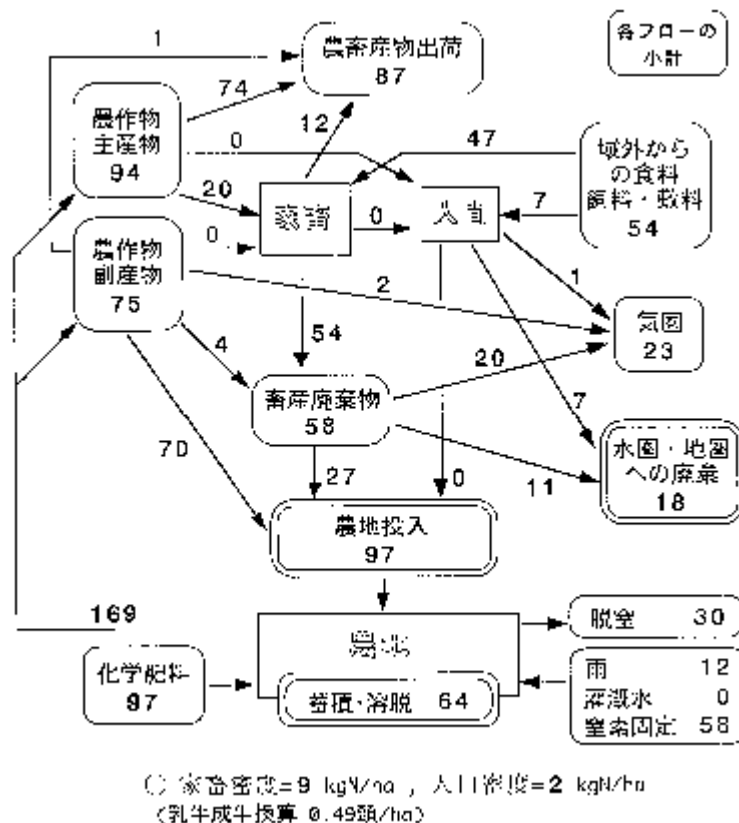 1
農畜産物出荷
87
各フローの
小計
74
農作物
主産物
94
12
0
47
域外から
の食料
飼料・敷料
54
20
家畜
0
人間
7
0
農作物
副産物
75
2
1
気圏
23
4
54
20
畜産廃棄物
58
7
70
27
0
11
水圏・地圏
への廃棄
18
農地投入
97
169
農地
脱窒 30
化学肥料
97
蓄積・溶脱 64
雨 12
灌漑水 0
窒素固定 58
○ 家畜密度=9 kgN/ha , 人口密度=2 kgN/ha
(乳牛成牛換算 0.49頭/ha)